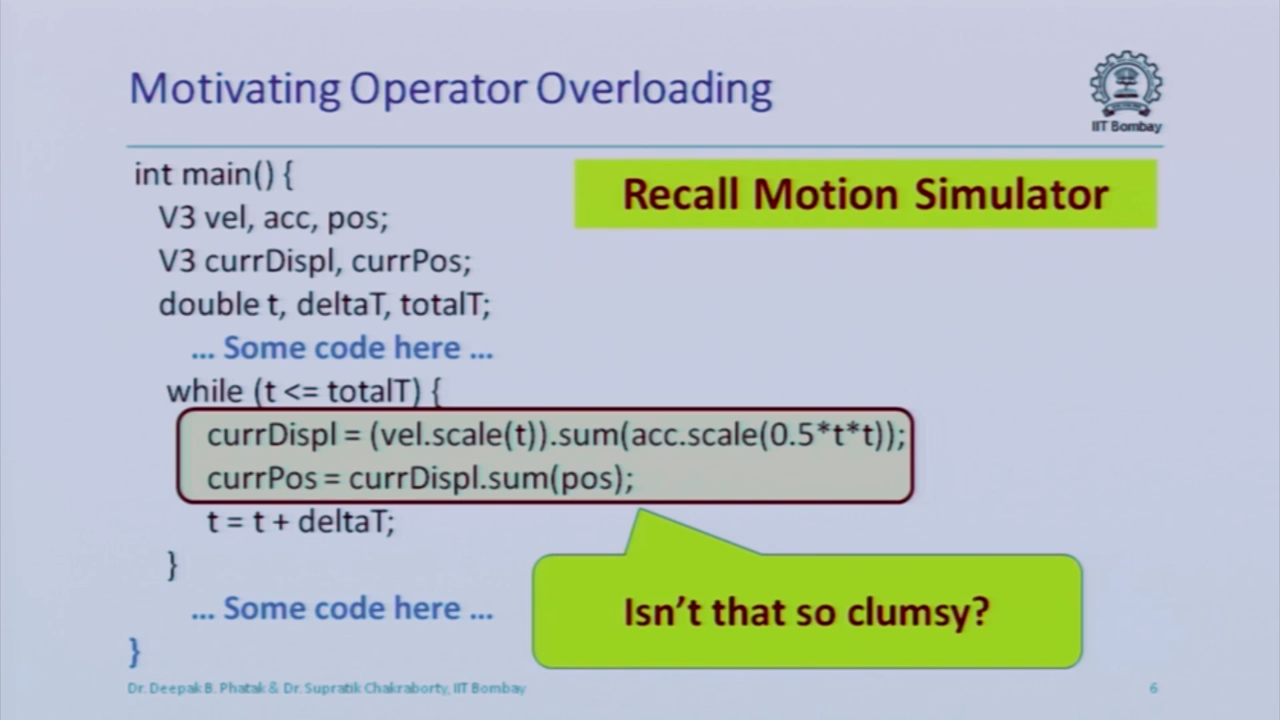 Motivating Operator Overloading
IIT Bombay
int main() {
Recall Motion Simulator
V3 vel, acc, pos;
V3 currDispl, currPos;
double t, deltaT, totalT;
... Some code here ...
while (t <= totalT) {
currDispl = (vel.scale(t)).sum(acc.scale(0.5*t*t));
currPos = currDispl.sum(pos);
t = t + deltaT;
}
Isn’t that so clumsy?
... Some code here ...
}
Dr. Deepak B. Phatak & Dr. Supratik Chakraborty, IIT Bombay
6